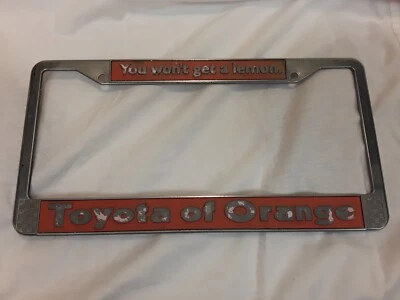 You won't get a lemon.
Toyota of Orange